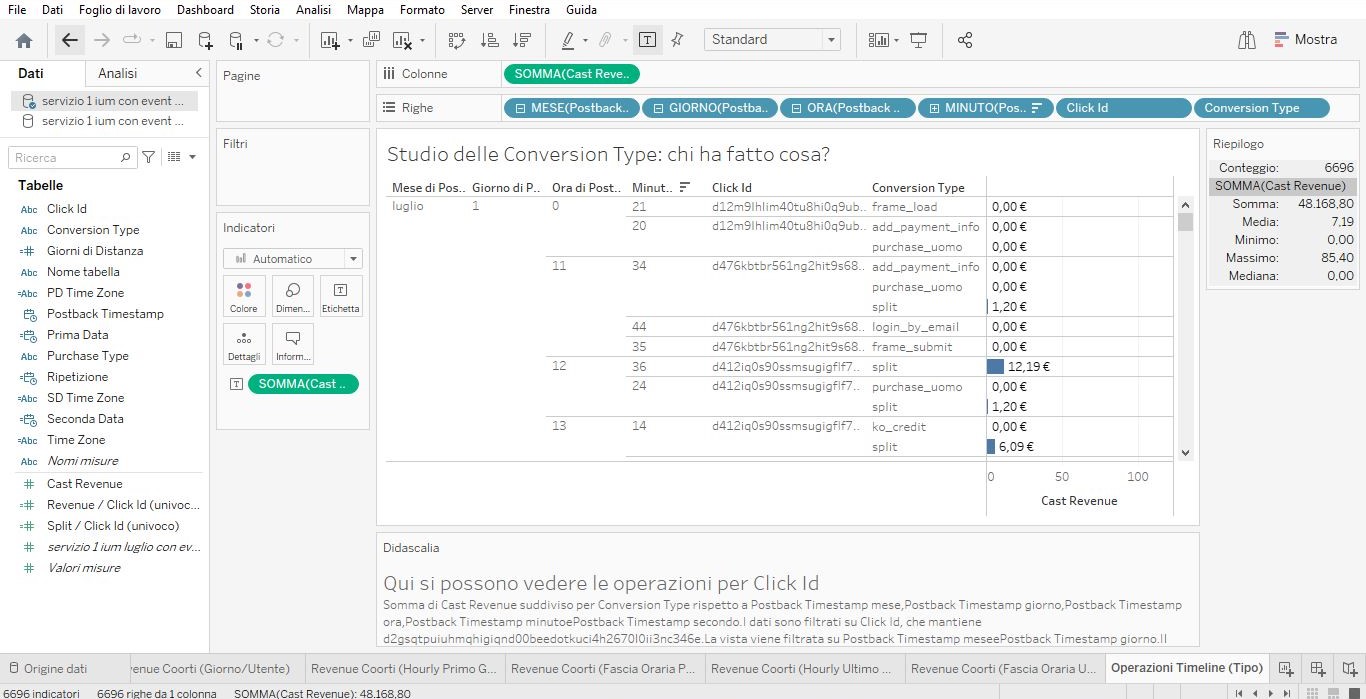 File Dati Foglio di lavoro Dashboard Storia Analisi Mappa Formato Server Finestra Guida
Standard Mostra
Dati Analisi
servizio 1 ium con event ...
servizio 1 ium con event ...
Ricerca
Tabelle
Abc Click Id
Abc Conversion Type
=# Giorni di Distanza
Abc Nome tabella
=Abc PD Time Zone
Postback Timestamp
Prima Data
Abc Purchase Type
Ripetizione
=Abc SD Time Zone
Seconda Data
=Abc Time Zone
Abc Nomi misure
# Cast Revenue
=# Revenue / Click Id (univoc...
=# Split / Click Id (univoco)
# servizio 1 ium luglio con ev...
# Valori misure
Pagine
Filtri
Indicatori
Automatico
Colore Dimen... Etichetta
Dettagli Inform...
SOMMA(Cast ..
Colonne SOMMA(Cast Reve..
Righe MESE(Postback.. GIORNO(Postba.. ORA(Postback .. MINUTO(Pos.. Click Id Conversion Type
Studio delle Conversion Type: chi ha fatto cosa?
Mese di Pos.. Giorno di P.. Ora di Post.. Minut.. Click Id Conversion Type
luglio 1 0 21 d12m9lhlim40tu8hi0q9ub.. frame_load 0,00 €
20 d12m9lhlim40tu8hi0q9ub.. add_payment_info 0,00 €
purchase_uomo 0,00 €
11 34 d476kbtbr561ng2hit9s68.. add_payment_info 0,00 €
purchase_uomo 0,00 €
split 1,20 €
44 d476kbtbr561ng2hit9s68.. login_by_email 0,00 €
35 d476kbtbr561ng2hit9s68.. frame_submit 0,00 €
12 36 d412iq0s90ssmsugigflf7.. split 12,19 €
24 d412iq0s90ssmsugigflf7.. purchase_uomo 0,00 €
split 1,20 €
13 14 d412iq0s90ssmsugigflf7.. ko_credit 0,00 €
split 6,09 €
0 50 100
Cast Revenue
Didascalia
Qui si possono vedere le operazioni per Click Id
Somma di Cast Revenue suddiviso per Conversion Type rispetto a Postback Timestamp mese,Postback Timestamp giorno,Postback Timestamp
ora,Postback Timestamp minutoePostback Timestamp secondo.I dati sono filtrati su Click Id, che mantiene
d2gsqtpuiuhmqhigiqnd00beedotkuci4h2670l0ii3nc346e.La vista viene filtrata su Postback Timestamp meseePostback Timestamp giorno.Il
Riepilogo
Conteggio: 6696
SOMMA(Cast Revenue)
Somma: 48.168,80
Media: 7,19
Minimo: 0,00
Massimo: 85,40
Mediana: 0,00
Origine dati enue Coorti (Giorno/Utente) Revenue Coorti (Hourly Primo G... Revenue Coorti (Fascia Oraria P... Revenue Coorti (Hourly Ultimo ... Revenue Coorti (Fascia Oraria U... Operazioni Timeline (Tipo)
6696 indicatori 6696 righe da 1 colonna SOMMA(Cast Revenue): 48.168,80